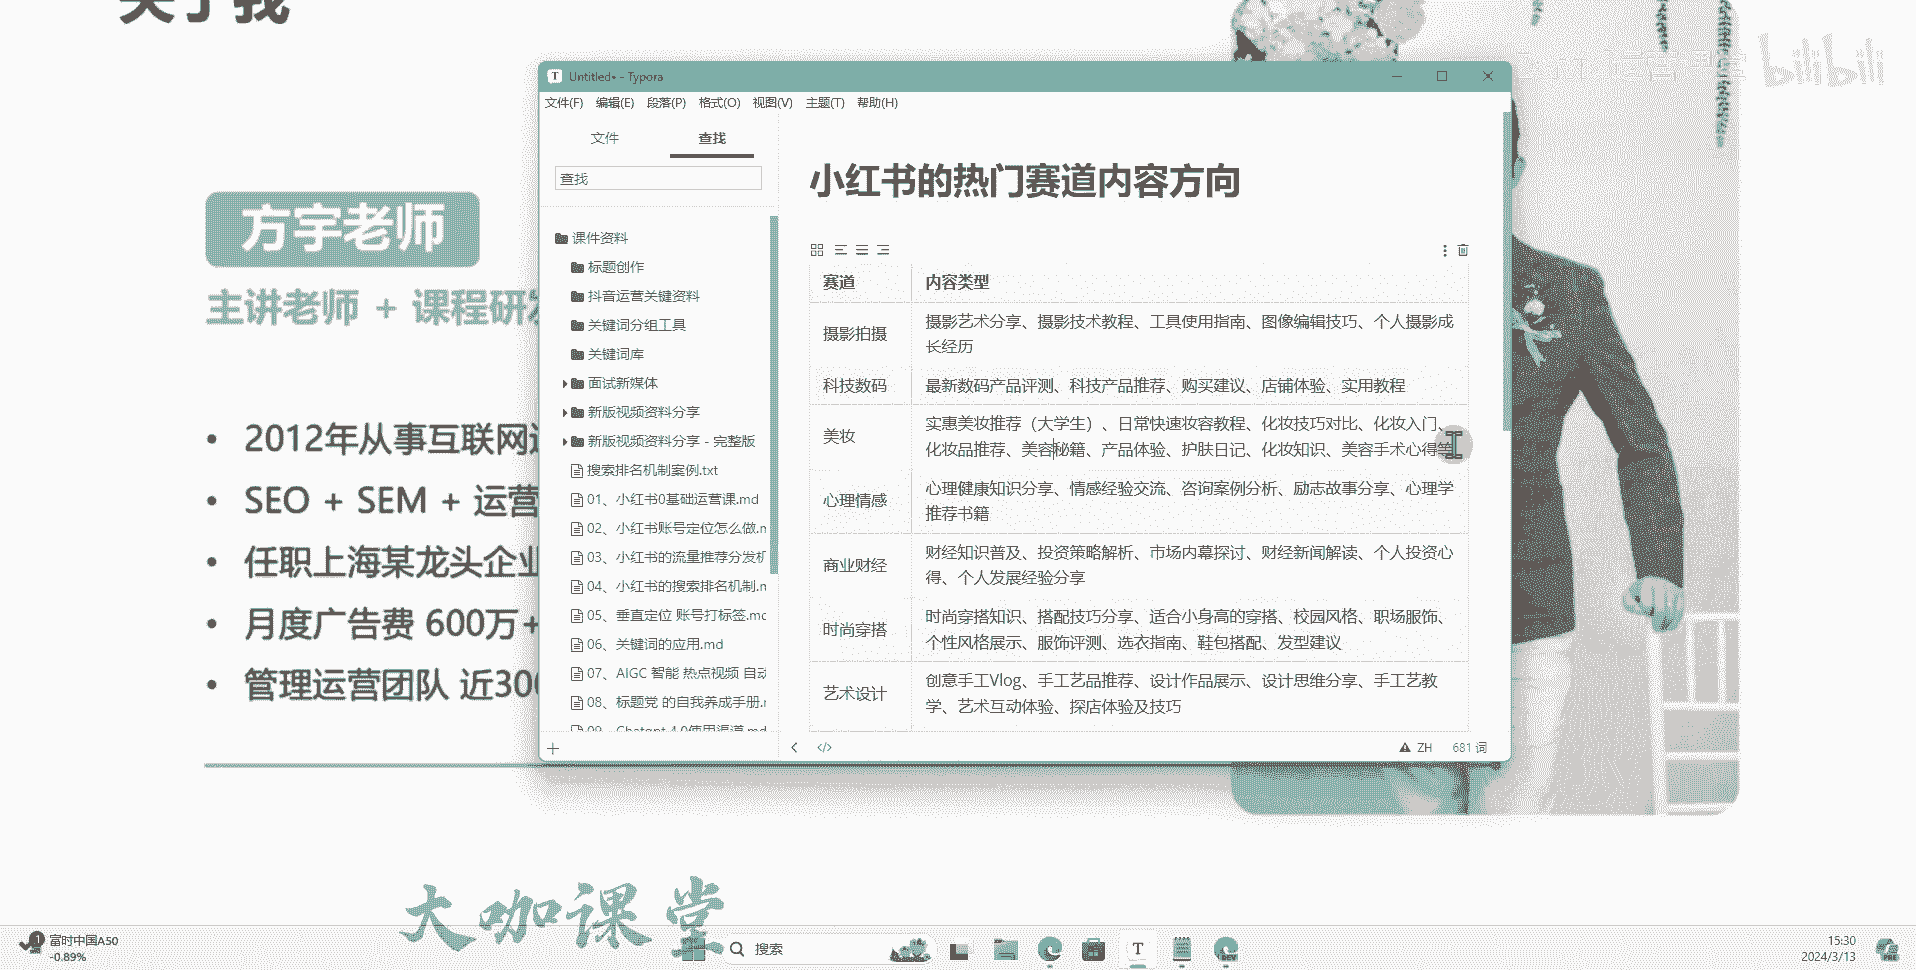 关于我
bilibili
方宇老师
主讲老师 + 课程研发
2012年从事互联网运
SEO + SEM + 运营
任职上海某龙头企业
月度广告费 600万+
管理运营团队 近300
Untitled• - Typora
文件(F) 编辑(E) 段落(P) 格式(O) 视图(V) 主题(T) 帮助(H)
文件 查找
查找
课件资料
标题创作
抖音运营关键资料
关键词分组工具
关键词库
面试新媒体
新版视频资料分享
新版视频资料分享 - 完整版
搜索排名机制案例.txt
01、小红书0基础运营课.md
02、小红书账号定位怎么做.m
03、小红书的流量推荐分发机
04、小红书的搜索排名机制.m
05、垂直定位 账号打标签.mc
06、关键词的应用.md
07、AIGC 智能 热点视频 自动
08、标题党 的自我养成手册.r
09、Chatgpt 4.0使用渠道.md
小红书的热门赛道内容方向
赛道 内容类型
摄影拍摄 摄影艺术分享、摄影技术教程、工具使用指南、图像编辑技巧、个人摄影成
长经历
科技数码 最新数码产品评测、科技产品推荐、购买建议、店铺体验、实用教程
美妆 实惠美妆推荐（大学生）、日常快速妆容教程、化妆技巧对比、化妆入门、
化妆品推荐、美容秘籍、产品体验、护肤日记、化妆知识、美容手术心得等
心理情感 心理健康知识分享、情感经验交流、咨询案例分析、励志故事分享、心理学
推荐书籍
商业财经 财经知识普及、投资策略解析、市场内幕探讨、财经新闻解读、个人投资心
得、个人发展经验分享
时尚穿搭 时尚穿搭知识、搭配技巧分享、适合小身高的穿搭、校园风格、职场服饰、
个性风格展示、服饰评测、选衣指南、鞋包搭配、发型建议
艺术设计 创意手工Vlog、手工艺品推荐、设计作品展示、设计思维分享、手工艺教
学、艺术互动体验、探店体验及技巧
ZH 681 词
大咖课堂
富时中国A50
-0.89%
搜索
15:30
2024/3/13